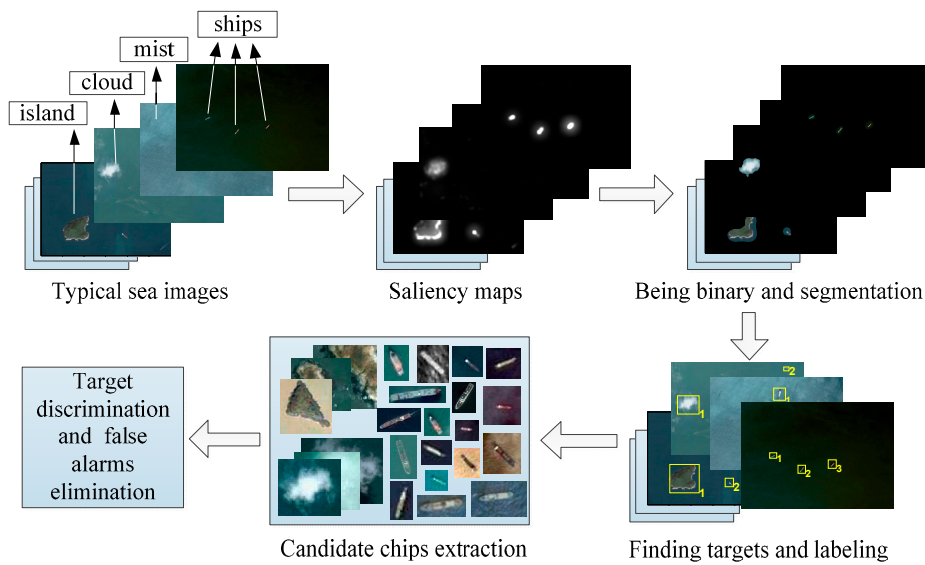 ships
mist
cloud
island
Typical sea images
Saliency maps
Being binary and segmentation
Target
discrimination
and false
alarms
elimination
Candidate chips extraction
2
1
1
1
2
1
2
3
Finding targets and labeling